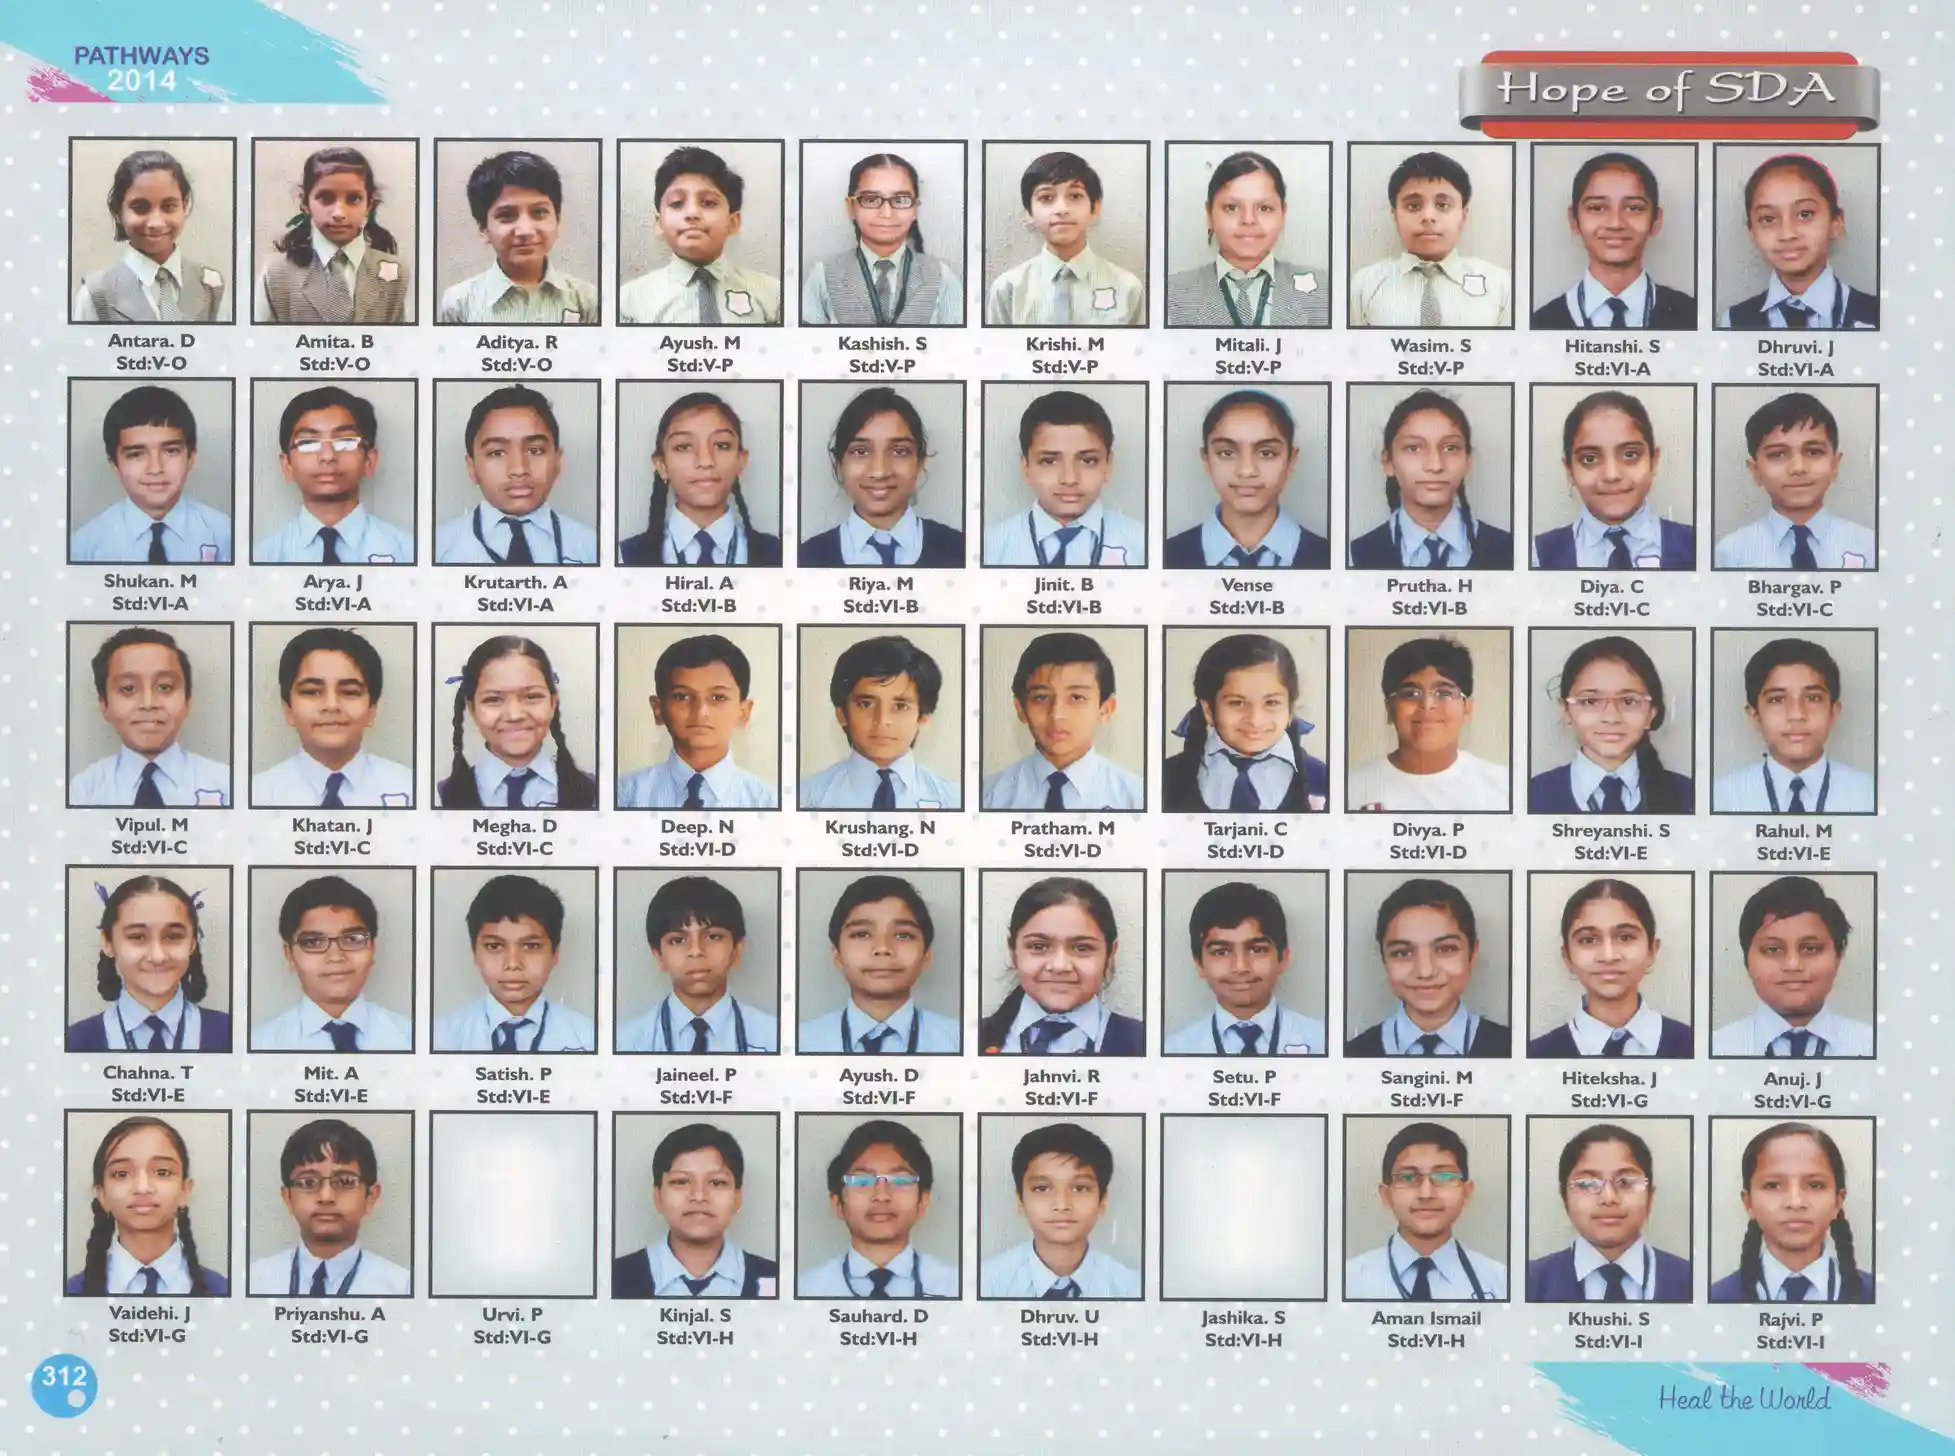 PATHWAYS
2014
Hope of SDA
Antara. D
Std:V-O
Amita. B
Std:V-O
Aditya. R
Std:V-O
Ayush. M
Std:V-P
Kashish. S
Std:V-P
Krishi. M
Std:V-P
Mitali. J
Std:V-P
Wasim. S
Std:V-P
Hitanshi. S
Std:VI-A
Dhruvi. J
Std:VI-A
Shukan. M
Std:VI-A
Arya. J
Std:VI-A
Krutarth. A
Std:VI-A
Hiral. A
Std:VI-B
Riya. M
Std:VI-B
Jinit. B
Std:VI-B
Vense
Std:VI-B
Prutha. H
Std:VI-B
Diya. C
Std:VI-C
Bhargav. P
Std:VI-C
Vipul. M
Std:VI-C
Khatan. J
Std:VI-C
Megha. D
Std:VI-C
Deep. N
Std:VI-D
Krushang. N
Std:VI-D
Pratham. M
Std:VI-D
Tarjani. C
Std:VI-D
Divya. P
Std:VI-D
Shreyanshi. S
Std:VI-E
Rahul. M
Std:VI-E
Chahna. T
Std:VI-E
Mit. A
Std:VI-E
Satish. P
Std:VI-E
Jaineel. P
Std:VI-F
Ayush. D
Std:VI-F
Jahnvi. R
Std:VI-F
Setu. P
Std:VI-F
Sangini. M
Std:VI-F
Hiteksha. J
Std:VI-G
Anuj. J
Std:VI-G
Vaidehi. J
Std:VI-G
Priyanshu. A
Std:VI-G
Urvi. P
Std:VI-G
Kinjal. S
Std:VI-H
Sauhard. D
Std:VI-H
Dhruv. U
Std:VI-H
Jashika. S
Std:VI-H
Aman Ismail
Std:VI-H
Khushi. S
Std:VI-I
Rajvi. P
Std:VI-I
312
Heal the World